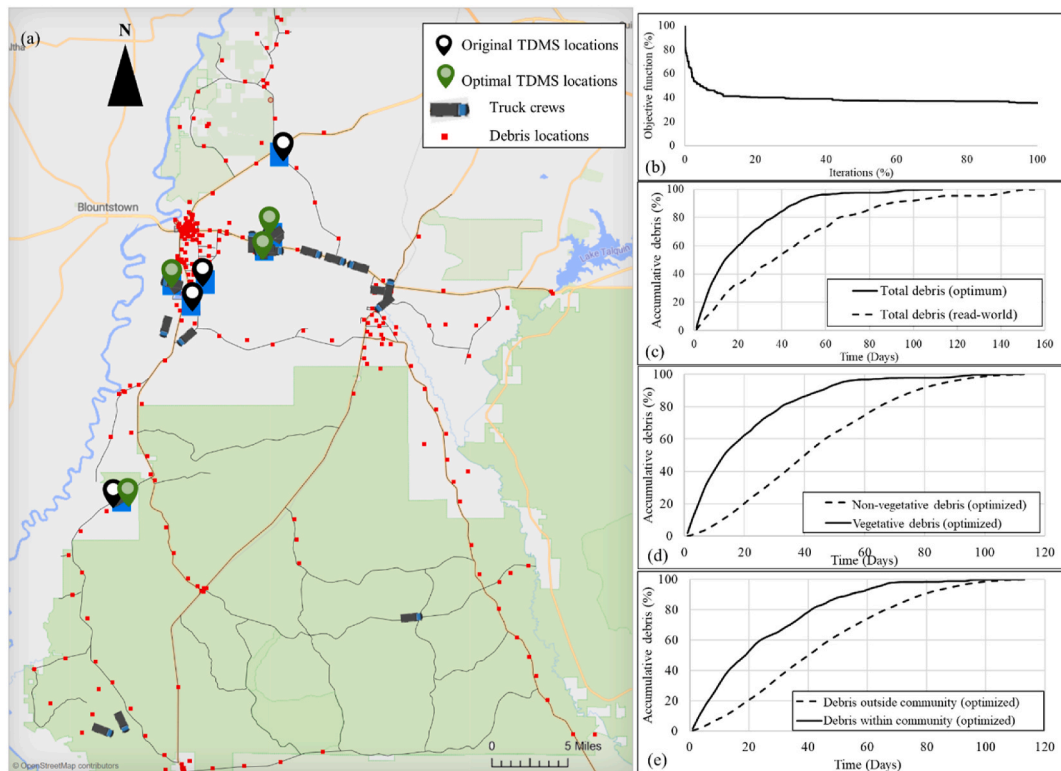 (a)
N
Original TDMS locations
Optimal TDMS locations
Truck crews
Debris locations
Blountstown
Lake Talquin
0 5 Miles
© OpenStreetMap contributors
Objective function (%)
100
80
60
40
20
0
0 20 40 60 80 100
Iterations (%)
(b)
Accumulative debris (%)
100
80
60
40
20
0
Total debris (optimum)
Total debris (read-world)
0 20 40 60 80 100 120 140 160
Time (Days)
(c)
Accumulative debris (%)
100
80
60
40
20
0
Non-vegetative debris (optimized)
Vegetative debris (optimized)
0 20 40 60 80 100 120
Time (Days)
(d)
Accumulative debris (%)
100
80
60
40
20
0
Debris outside community (optimized)
Debris within community (optimized)
0 20 40 60 80 100 120
Time (Days)
(e)